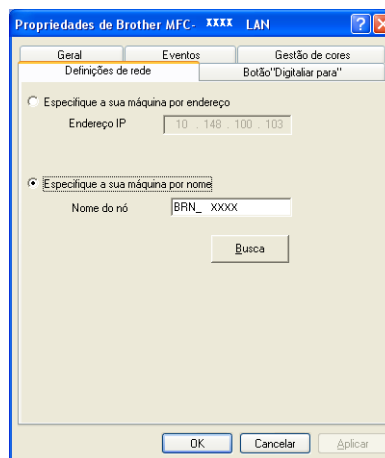 Propriedades de Brother MFC- XXXX LAN
Geral Eventos Gestão de cores
Definições de rede Botão"Digitaliar para"
Especifique a sua máquina por endereço
Endereço IP 10 . 148 . 100 . 103
Especifique a sua máquina por nome
Nome do nó BRN_ XXXX
Busca
OK Cancelar Aplicar